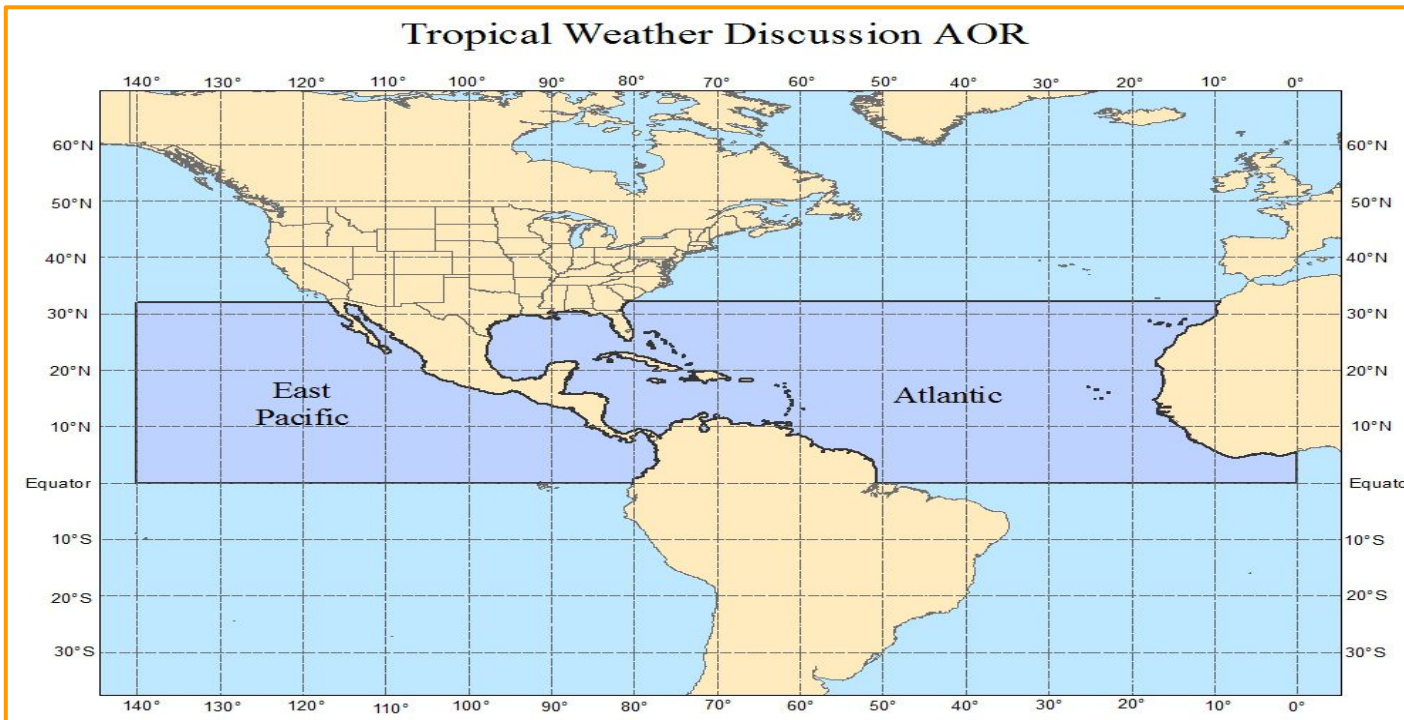 Tropical Weather Discussion AOR
140° 130° 120° 110° 100° 90° 80° 70° 60° 50° 40° 30° 20° 10° 0°
60°N 60°N
50°N 50°N
40°N 40°N
30°N 30°N
20°N 20°N
East
Pacific
Atlantic
10°N 10°N
Equator Equato
10°S 10°S
20°S 20°S
30°S 30°S
140° 130° 120° 110° 100° 90° 80° 70° 60° 50° 40° 30° 20° 10° 0°